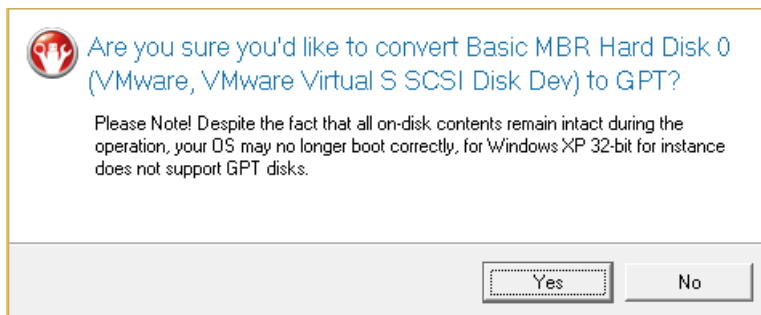 Are you sure you'd like to convert Basic MBR Hard Disk 0
(VMware, VMware Virtual S SCSI Disk Dev) to GPT?
Please Note! Despite the fact that all on-disk contents remain intact during the
operation, your OS may no longer boot correctly, for Windows XP 32-bit for instance
does not support GPT disks.
Yes No